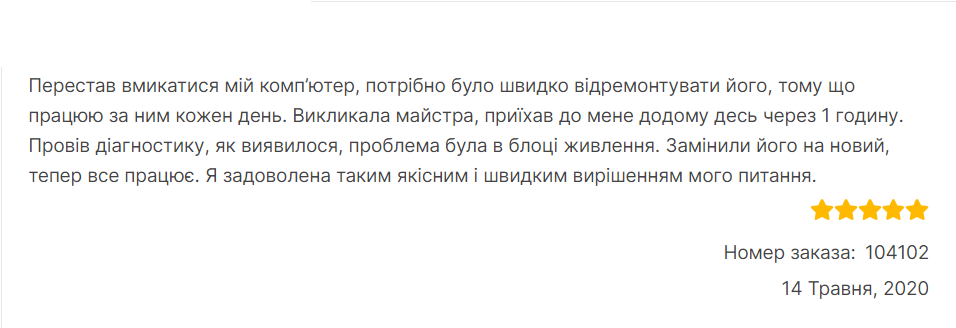 Перестав вмикатися мій комп’ютер, потрібно було швидко відремонтувати його, тому що
працюю за ним кожен день. Викликала майстра, приїхав до мене додому десь через 1 годину.
Провів діагностику, як виявилося, проблема була в блоці живлення. Замінили його на новий,
тепер все працює. Я задоволена таким якісним і швидким вирішенням мого питання.
Номер заказа: 104102
14 Травня, 2020